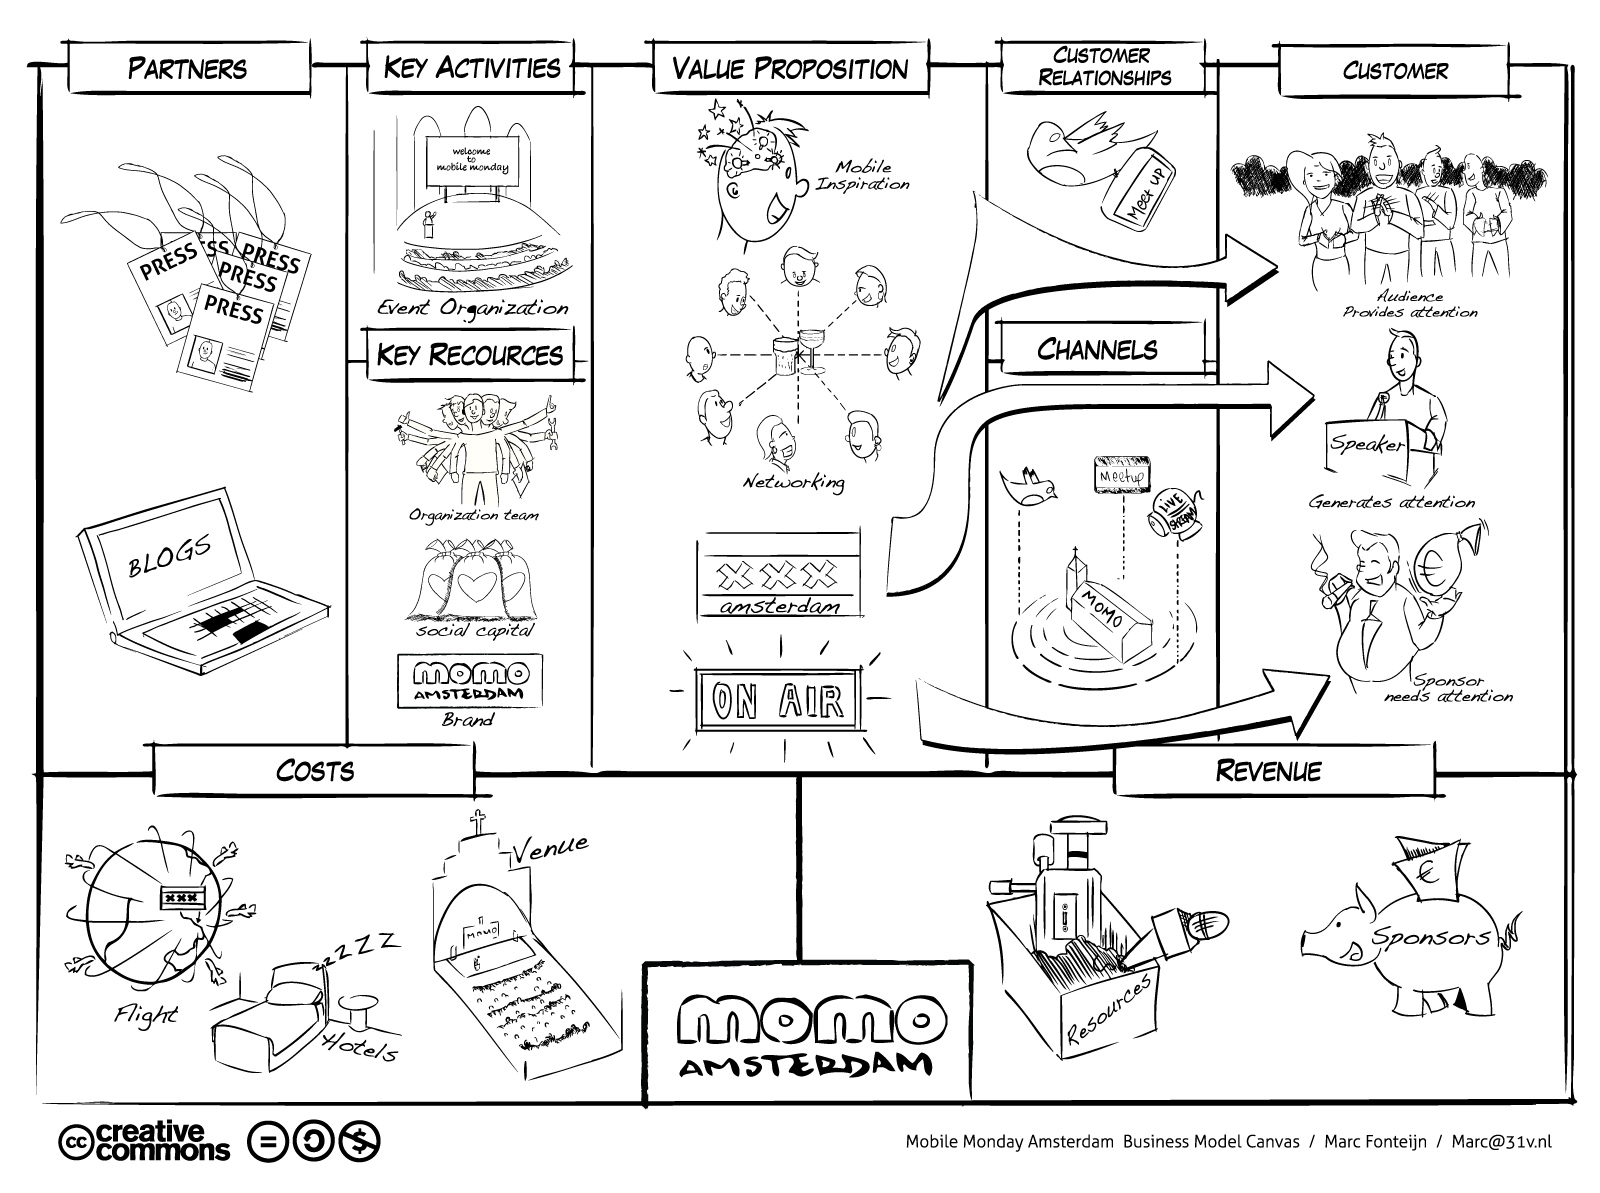 PARTNERS
KEY ACTIVITIES
VALUE PROPOSITION
CUSTOMER
RELATIONSHIPS
CUSTOMER
PRESS
SS
PRESS
PRESS
PRESS
BLOGS
welcome
to
mobile monday
Event Organization
KEY RECOURCES
Organization team
social capital
momo
AMSTERDAM
Brand
Mobile
Inspiration
Networking
XXX
amsterdam
ON AIR
Meet up
CHANNELS
Meetup
LIVE
STREAM
MOMO
Audience
Provides attention
Speaker
Generates attention
€
Sponsor
needs attention
COSTS
XXX
Flight
zzZZZ
Hotels
Venue
MOMO
momo
AMSTERDAM
REVENUE
Resources
€
Sponsors
cc creative
commons
Mobile Monday Amsterdam Business Model Canvas / Marc Fonteijn / Marc@31v.nl